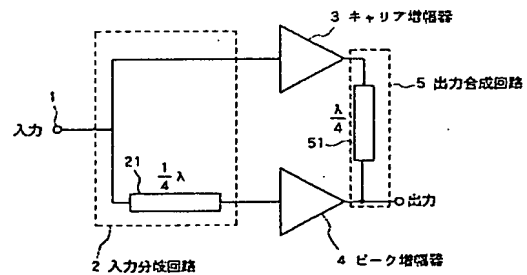 3 キャリア増幅器
5 出力合成回路
1
入力
21
1/4 λ
λ/4
51
出力
4 ピーク増幅器
2 入力分岐回路